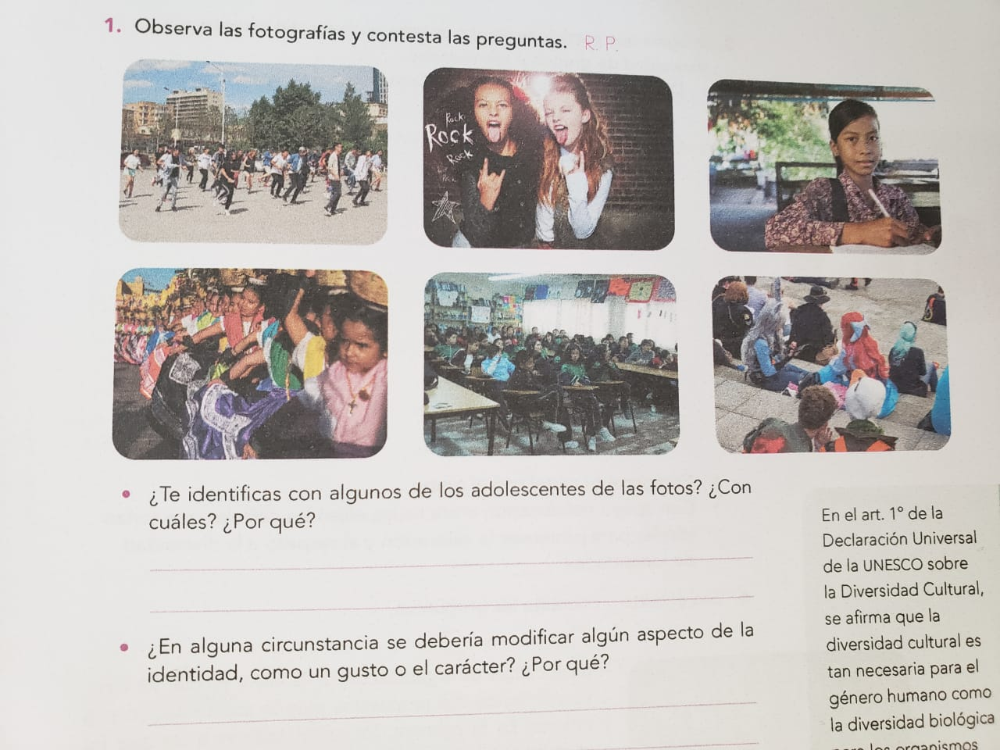 1. Observa las fotografías y contesta las preguntas. R. P.
Rock
Rock
Rock
• ¿Te identificas con algunos de los adolescentes de las fotos? ¿Con
cuáles? ¿Por qué?
• ¿En alguna circunstancia se debería modificar algún aspecto de la
identidad, como un gusto o el carácter? ¿Por qué?
En el art. 1° de la
Declaración Universal
de la UNESCO sobre
la Diversidad Cultural,
se afirma que la
diversidad cultural es
tan necesaria para el
género humano como
la diversidad biológica
para los organismos